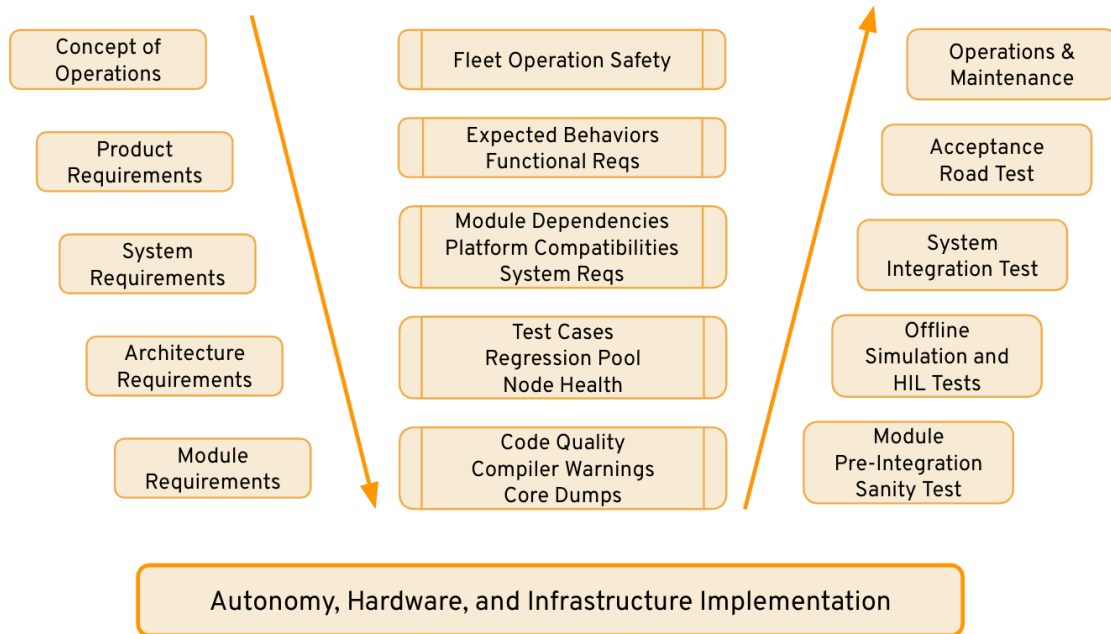 Concept of
Operations
Fleet Operation Safety
Operations &
Maintenance
Product
Requirements
Expected Behaviors
Functional Reqs
Acceptance
Road Test
System
Requirements
Module Dependencies
Platform Compatibilities
System Reqs
System
Integration Test
Architecture
Requirements
Test Cases
Regression Pool
Node Health
Offline
Simulation and
HIL Tests
Module
Requirements
Code Quality
Compiler Warnings
Core Dumps
Module
Pre-Integration
Sanity Test
Autonomy, Hardware, and Infrastructure Implementation